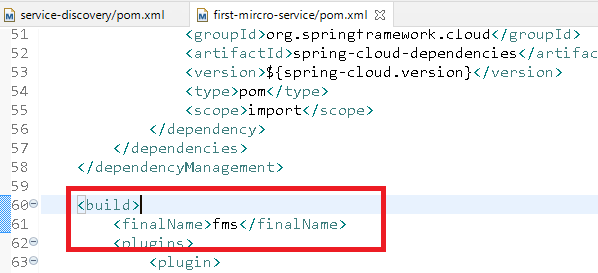 service-discovery/pom.xml
first-mircro-service/pom.xml
51 <groupId>org.springframework.cloud</groupId>
52 <artifactId>spring-cloud-dependencies</artifac
53 <version>${spring-cloud.version}</version>
54 <type>pom</type>
55 <scope>import</scope>
56 </dependency>
57 </dependencies>
58 </dependencyManagement>
59
60 <build>
61 <finalName>fms</finalName>
62 <plugins>
63 <plugin>